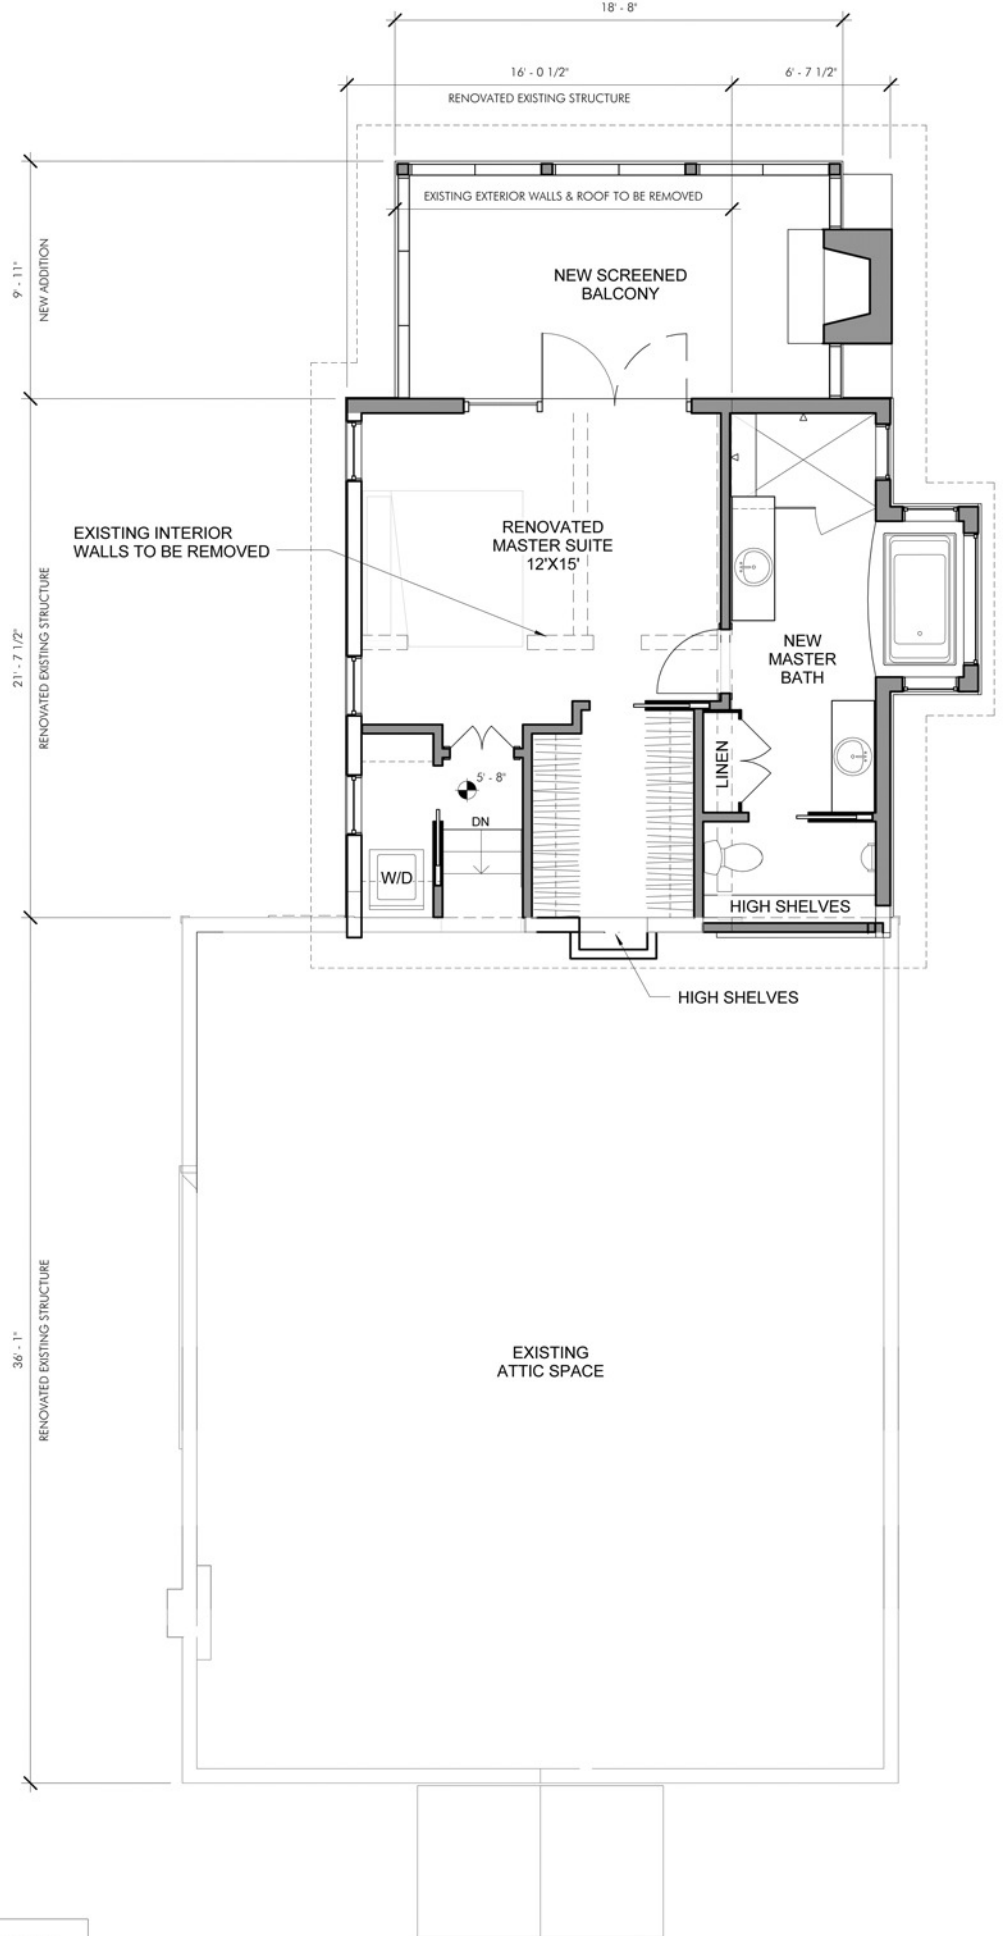 18' - 8"
16' - 0 1/2"
6' - 7 1/2"
RENOVATED EXISTING STRUCTURE
EXISTING EXTERIOR WALLS & ROOF TO BE REMOVED
9' - 11"
NEW ADDITION
NEW SCREENED
BALCONY
EXISTING INTERIOR
WALLS TO BE REMOVED
RENOVATED
MASTER SUITE
12'X15'
21' - 7 1/2"
RENOVATED EXISTING STRUCTURE
NEW
MASTER
BATH
LINEN
5' - 8"
DN
W/D
HIGH SHELVES
HIGH SHELVES
36' - 1"
RENOVATED EXISTING STRUCTURE
EXISTING
ATTIC SPACE